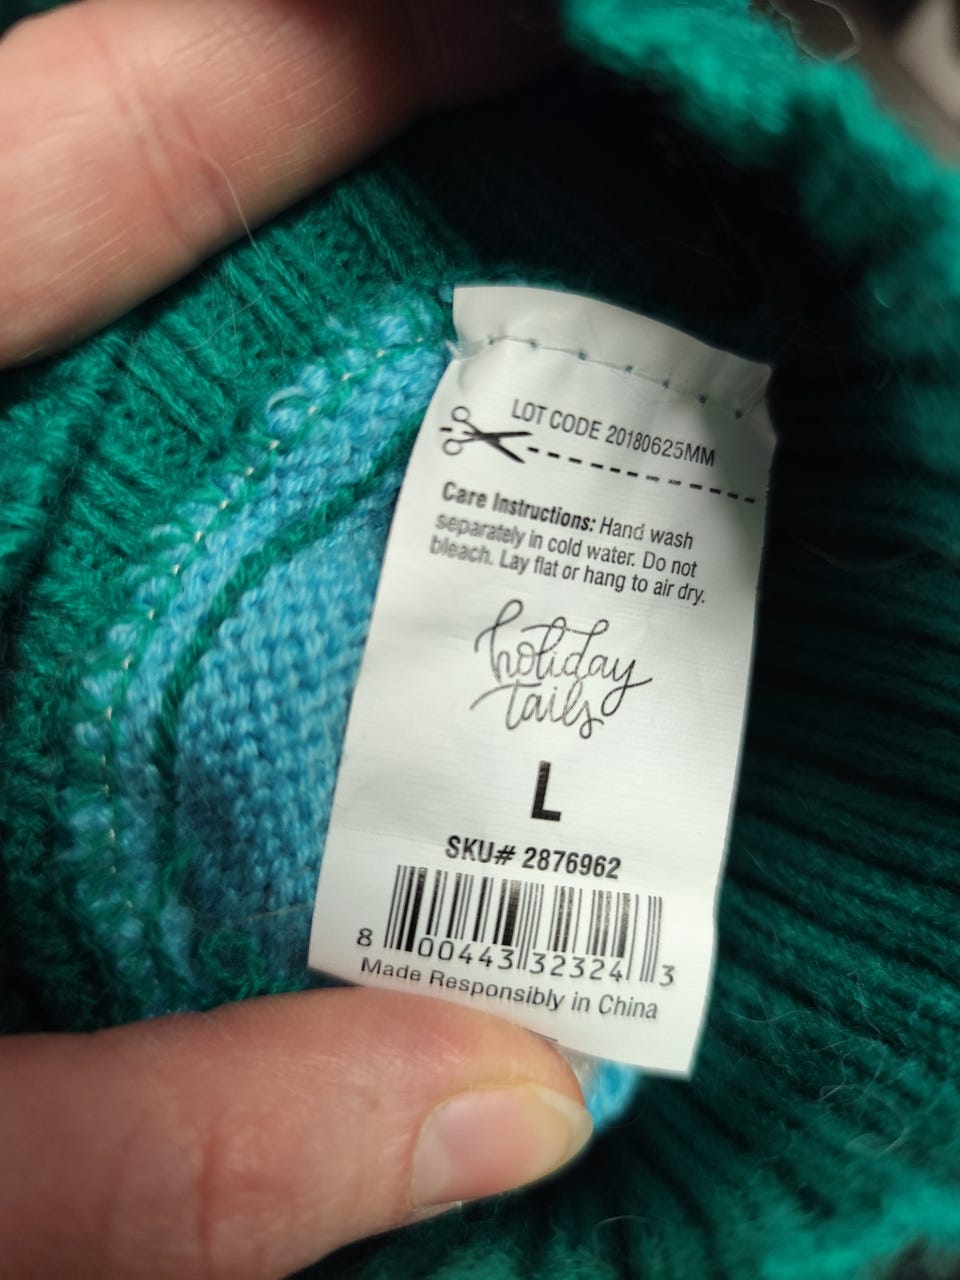 LOT CODE 20180625MM
Care Instructions: Hand wash
separately in cold water. Do not
bleach. Lay flat or hang to air dry.
holiday
tails
L
SKU# 2876962
8 00443 32324 3
Made Responsibly in China